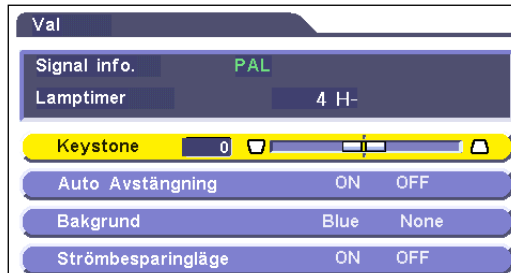 Val
Signal info. PAL
Lamptimer 4 H-
Keystone 0
Auto Avstängning ON OFF
Bakgrund Blue None
Strömbesparingläge ON OFF